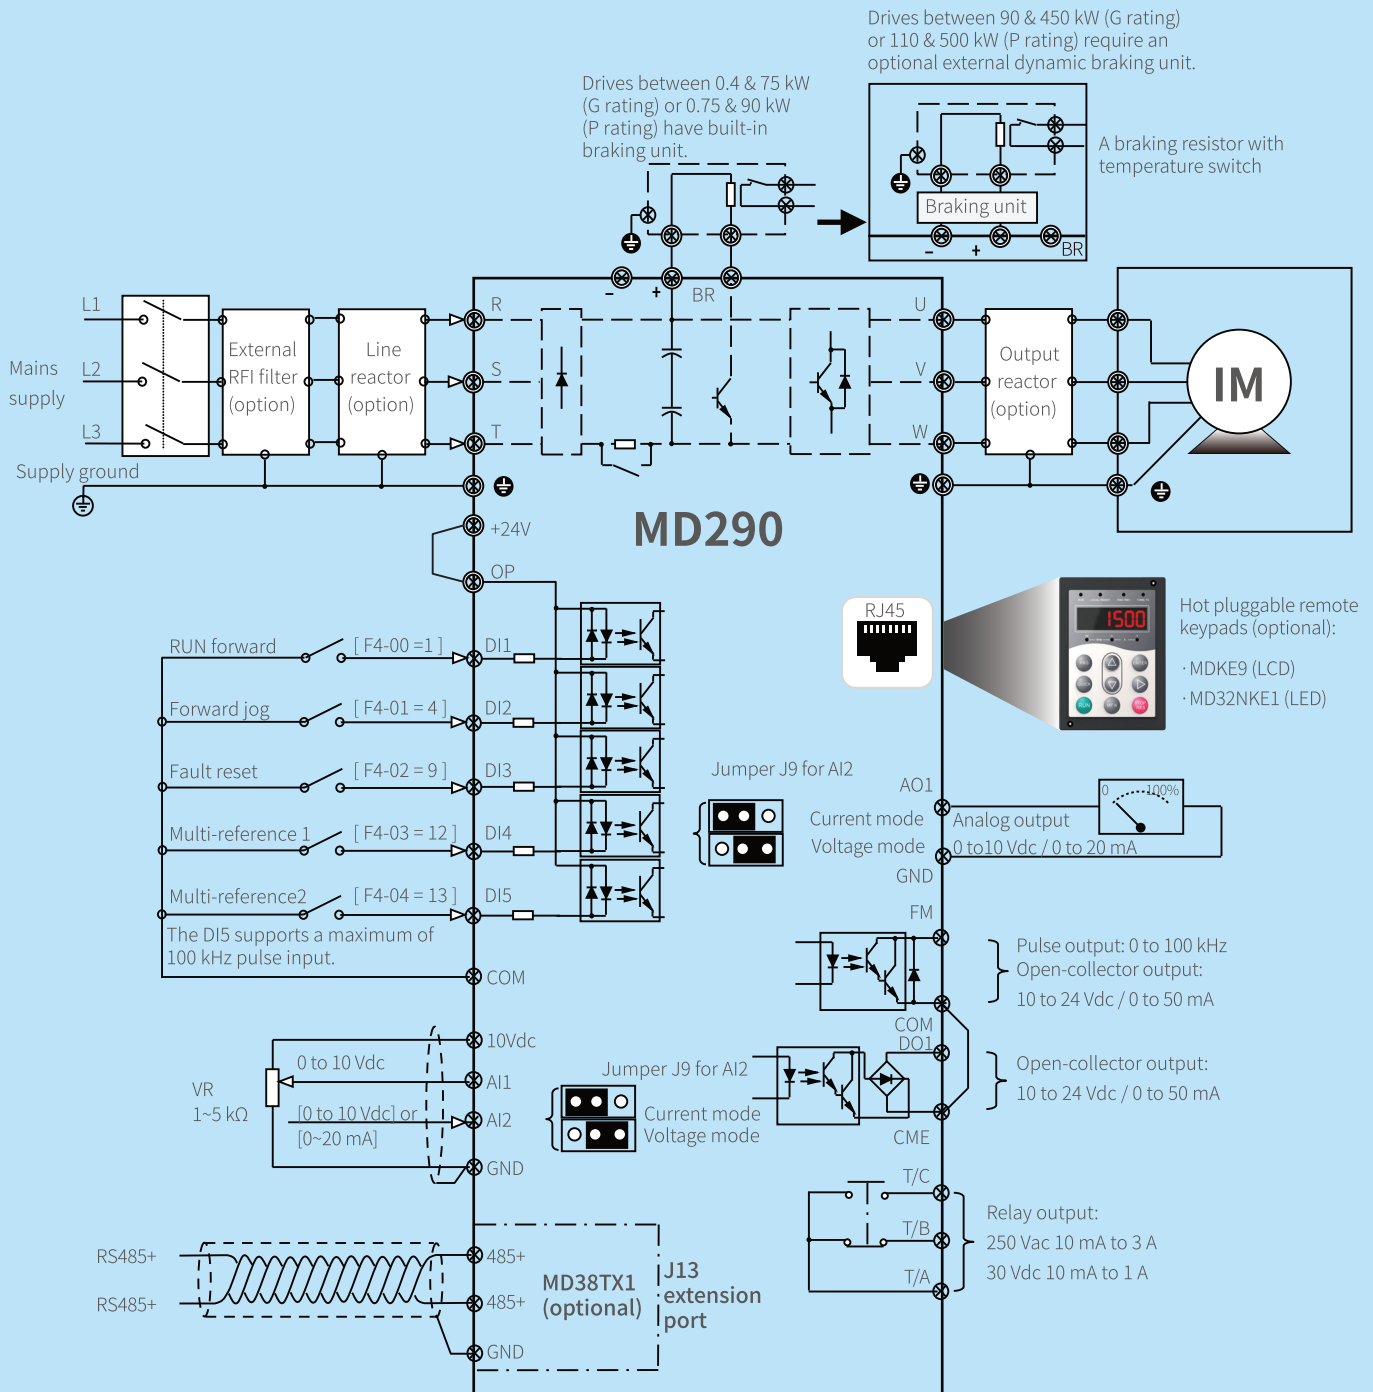 Drives between 90 & 450 kW (G rating)
or 110 & 500 kW (P rating) require an
optional external dynamic braking unit.
Drives between 0.4 & 75 kW
(G rating) or 0.75 & 90 kW
(P rating) have built-in
braking unit.
A braking resistor with
temperature switch
Braking unit
−
+
BR
−
+
BR
L1
L2
L3
Mains
supply
Supply ground
External
RFI filter
(option)
Line
reactor
(option)
R
S
T
U
V
W
Output
reactor
(option)
IM
MD290
+24V
OP
RUN forward
[ F4-00 =1 ]
DI1
Forward jog
[ F4-01 = 4 ]
DI2
Fault reset
[ F4-02 = 9 ]
DI3
Multi-reference 1
[ F4-03 = 12 ]
DI4
Multi-reference2
[ F4-04 = 13 ]
DI5
The DI5 supports a maximum of
100 kHz pulse input.
COM
RJ45
1500
RUN
Hot pluggable remote
keypads (optional):
· MDKE9 (LCD)
· MD32NKE1 (LED)
Jumper J9 for AI2
Current mode
Voltage mode
AO1
GND
Analog output
0 to10 Vdc / 0 to 20 mA
0
100%
FM
COM
Pulse output: 0 to 100 kHz
Open-collector output:
10 to 24 Vdc / 0 to 50 mA
DO1
CME
Open-collector output:
10 to 24 Vdc / 0 to 50 mA
10Vdc
0 to 10 Vdc
AI1
VR
1~5 kΩ
[0 to 10 Vdc] or
[0~20 mA]
AI2
GND
Jumper J9 for AI2
Current mode
Voltage mode
T/C
T/B
T/A
Relay output:
250 Vac 10 mA to 3 A
30 Vdc 10 mA to 1 A
RS485+
RS485+
485+
485+
GND
MD38TX1
(optional)
J13
extension
port